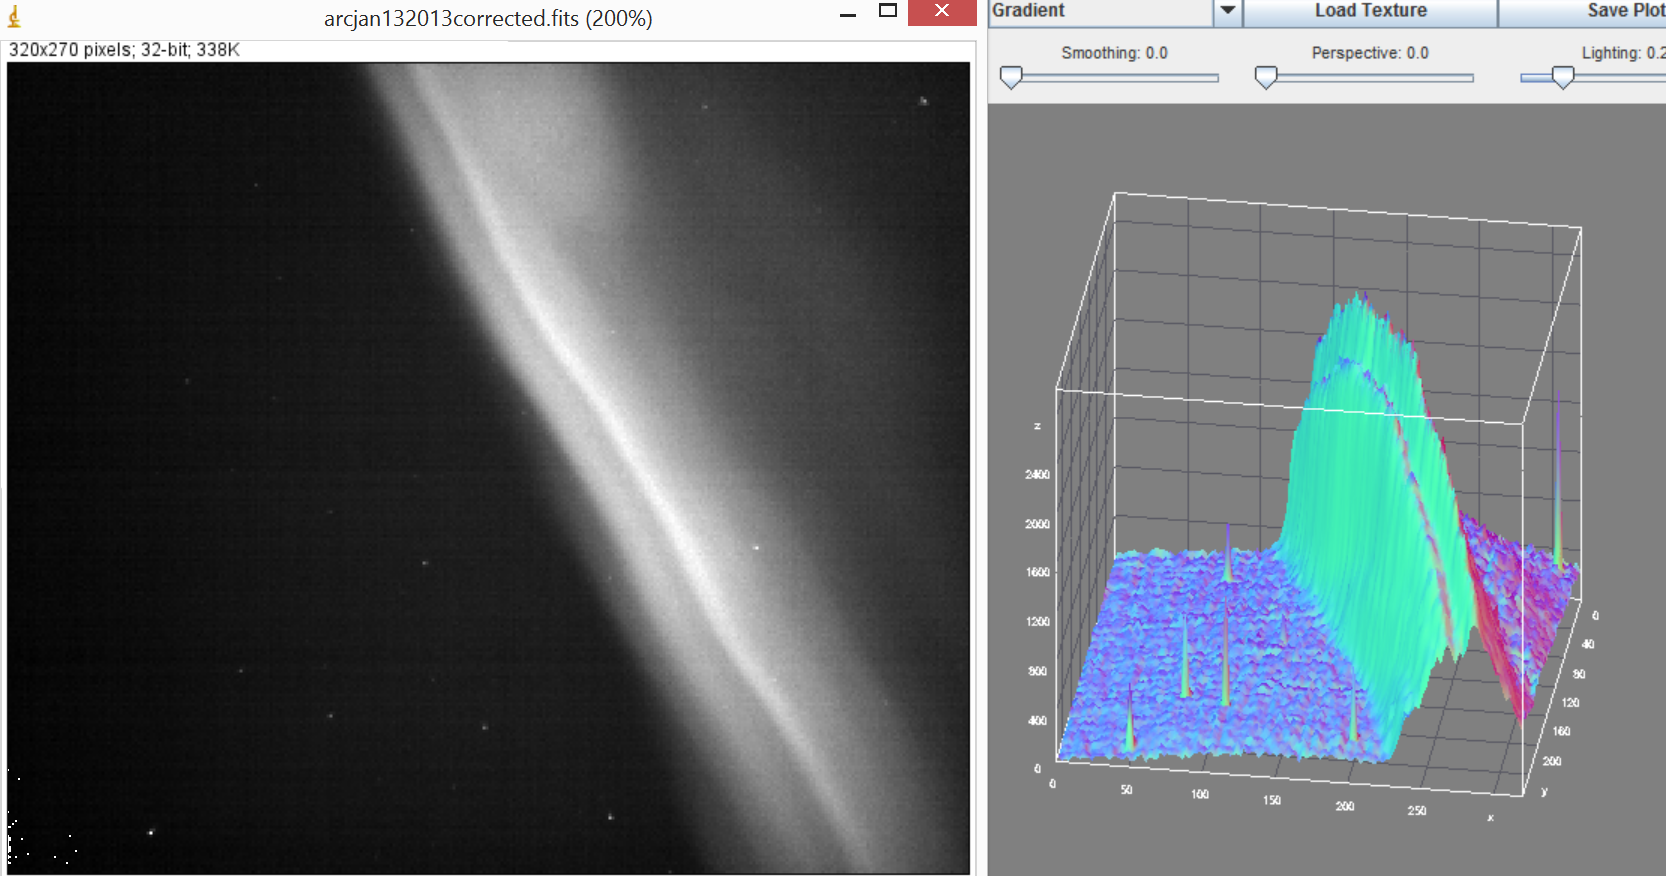 arcjan132013corrected.fits (200%)
320x270 pixels; 32-bit; 338K
Gradient
Load Texture
Save Plot
Smoothing: 0.0
Perspective: 0.0
Lighting: 0.2
z
2400
2000
1600
1200
800
400
0
0
50
100
150
200
250
x
0
40
80
120
160
200
y